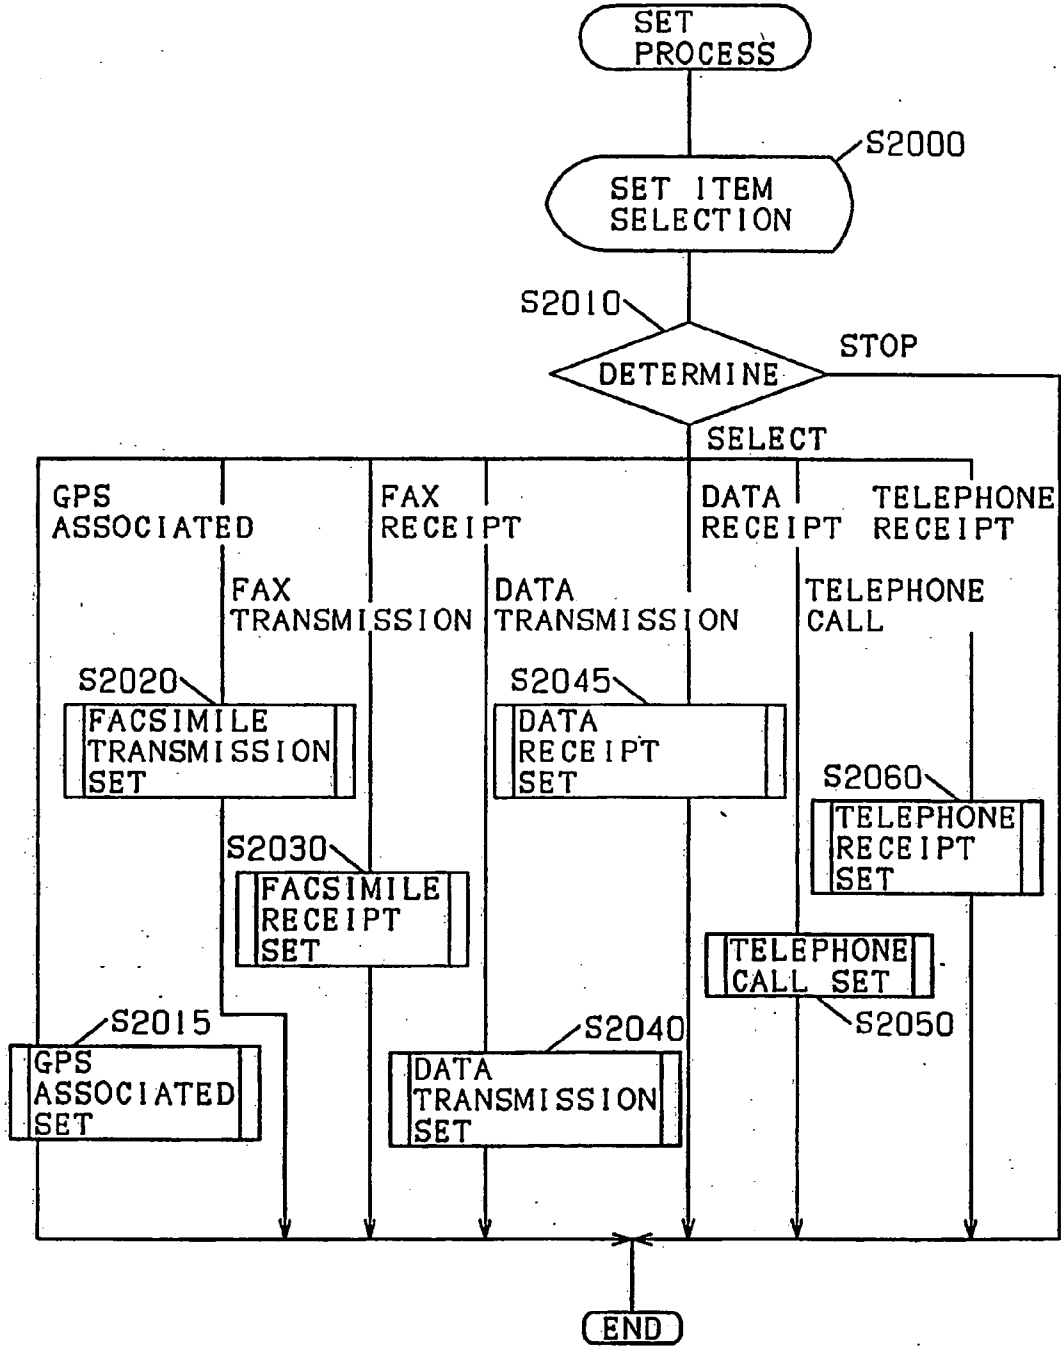 SET
PROCESS
S2000
SET ITEM
SELECTION
S2010
STOP
DETERMINE
SELECT
GPS
ASSOCIATED
FAX
RECEIPT
DATA
RECEIPT
TELEPHONE
RECEIPT
FAX
TRANSMISSION
DATA
TRANSMISSION
TELEPHONE
CALL
S2020
FACSIMILE
TRANSMISSION
SET
S2045
DATA
RECEIPT
SET
S2060
TELEPHONE
RECEIPT
SET
S2030
FACSIMILE
RECEIPT
SET
TELEPHONE
CALL SET
S2050
S2015
GPS
ASSOCIATED
SET
S2040
DATA
TRANSMISSION
SET
END